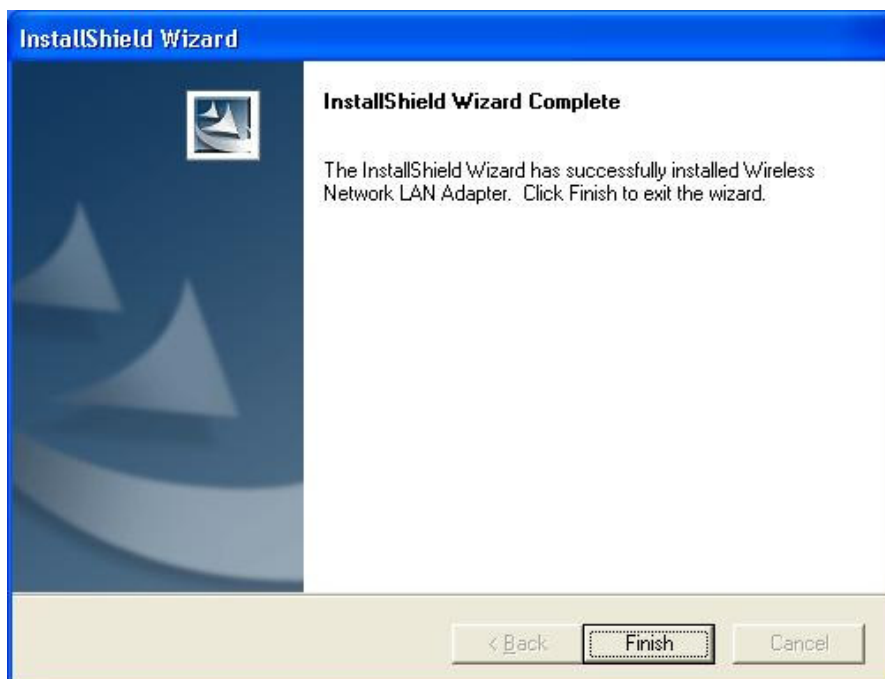 InstallShield Wizard
InstallShield Wizard Complete
The InstallShield Wizard has successfully installed Wireless
Network LAN Adapter. Click Finish to exit the wizard.
< Back
Finish
Cancel